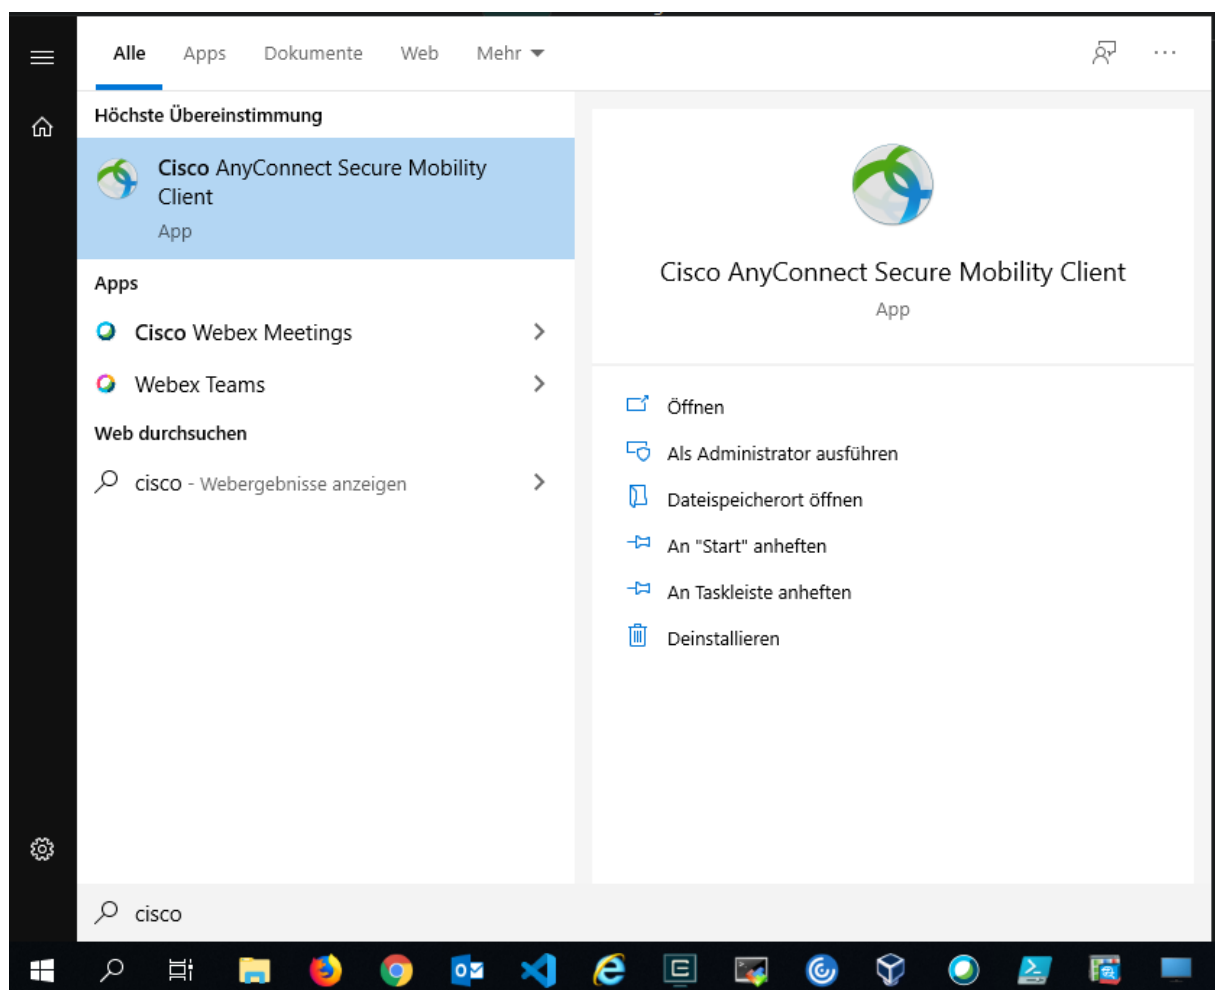 Alle Apps Dokumente Web Mehr
Höchste Übereinstimmung
Cisco AnyConnect Secure Mobility
Client
App
Apps
Cisco Webex Meetings
Webex Teams
Web durchsuchen
cisco - Webergebnisse anzeigen
Cisco AnyConnect Secure Mobility Client
App
Öffnen
Als Administrator ausführen
Dateispeicherort öffnen
An "Start" anheften
An Taskleiste anheften
Deinstallieren
cisco